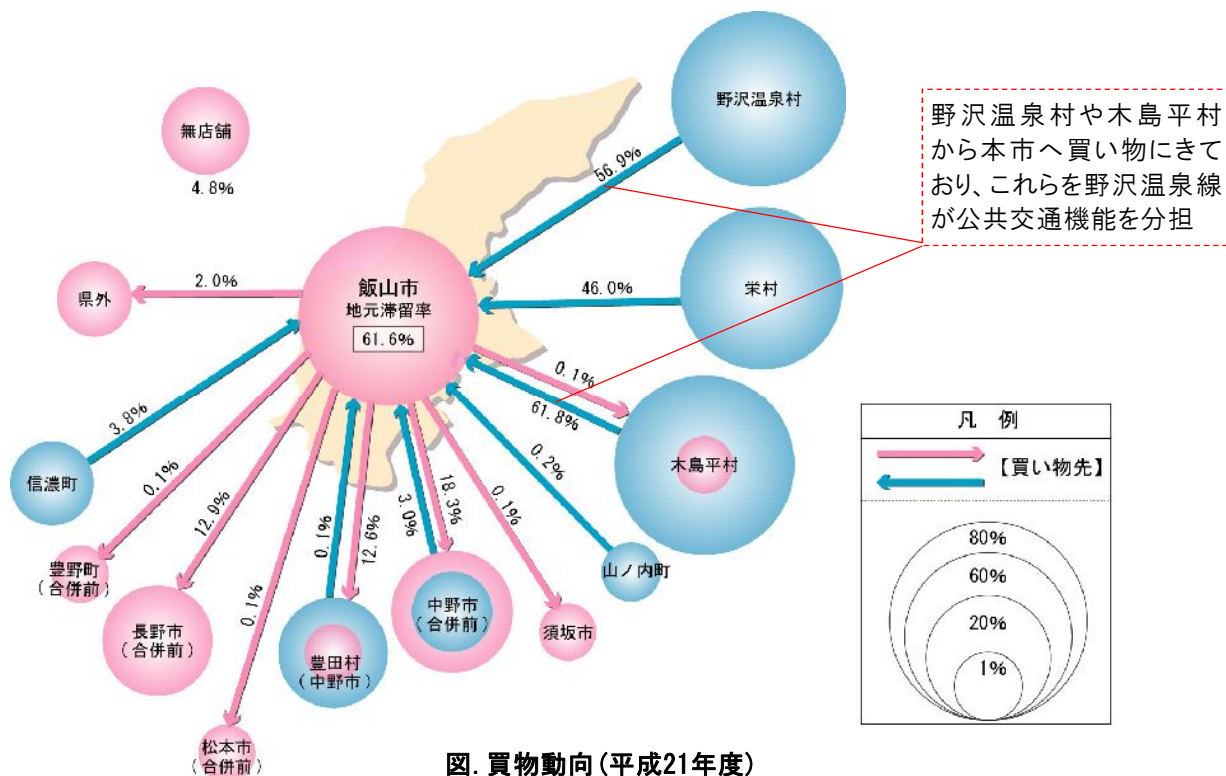 無店舗
4.8%
野沢温泉村
56.9%
野沢温泉村や木島平村
から本市へ買い物にきて
おり、これらを野沢温泉線
が公共交通機能を分担
県外
2.0%
飯山市
地元滞留率
61.6%
46.0%
栄村
0.1%
61.8%
木島平村
3.8%
信濃町
0.1%
豊野町
(合併前)
12.9%
長野市
(合併前)
0.1%
松本市
(合併前)
0.1%
12.6%
豊田村
(中野市)
3.0%
18.3%
中野市
(合併前)
0.1%
須坂市
0.2%
山ノ内町
凡 例
【買い物先】
80%
60%
20%
1%
図.買物動向(平成21年度)